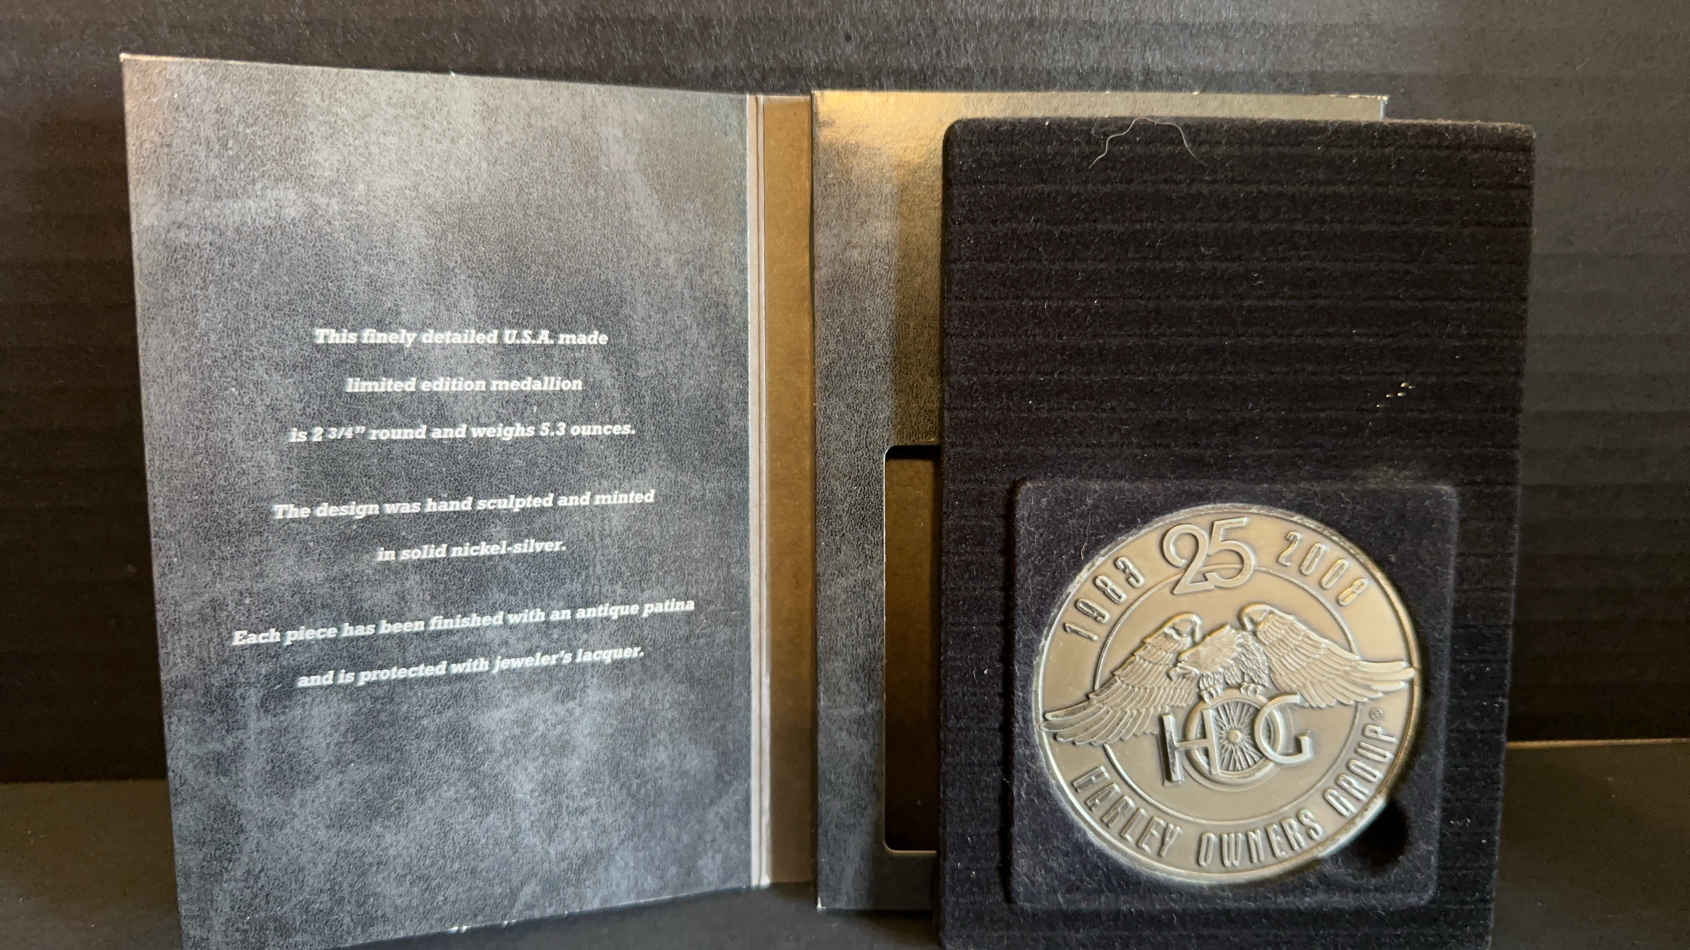 This finely detailed U.S.A. made
limited edition medallion
is 2 3/4" round and weighs 5.3 ounces.
The design was hand sculpted and minted
in solid nickel-silver.
Each piece has been finished with an antique patina
and is protected with jeweler's lacquer.
1983 25 2008
HOG
HARLEY OWNERS GROUP®